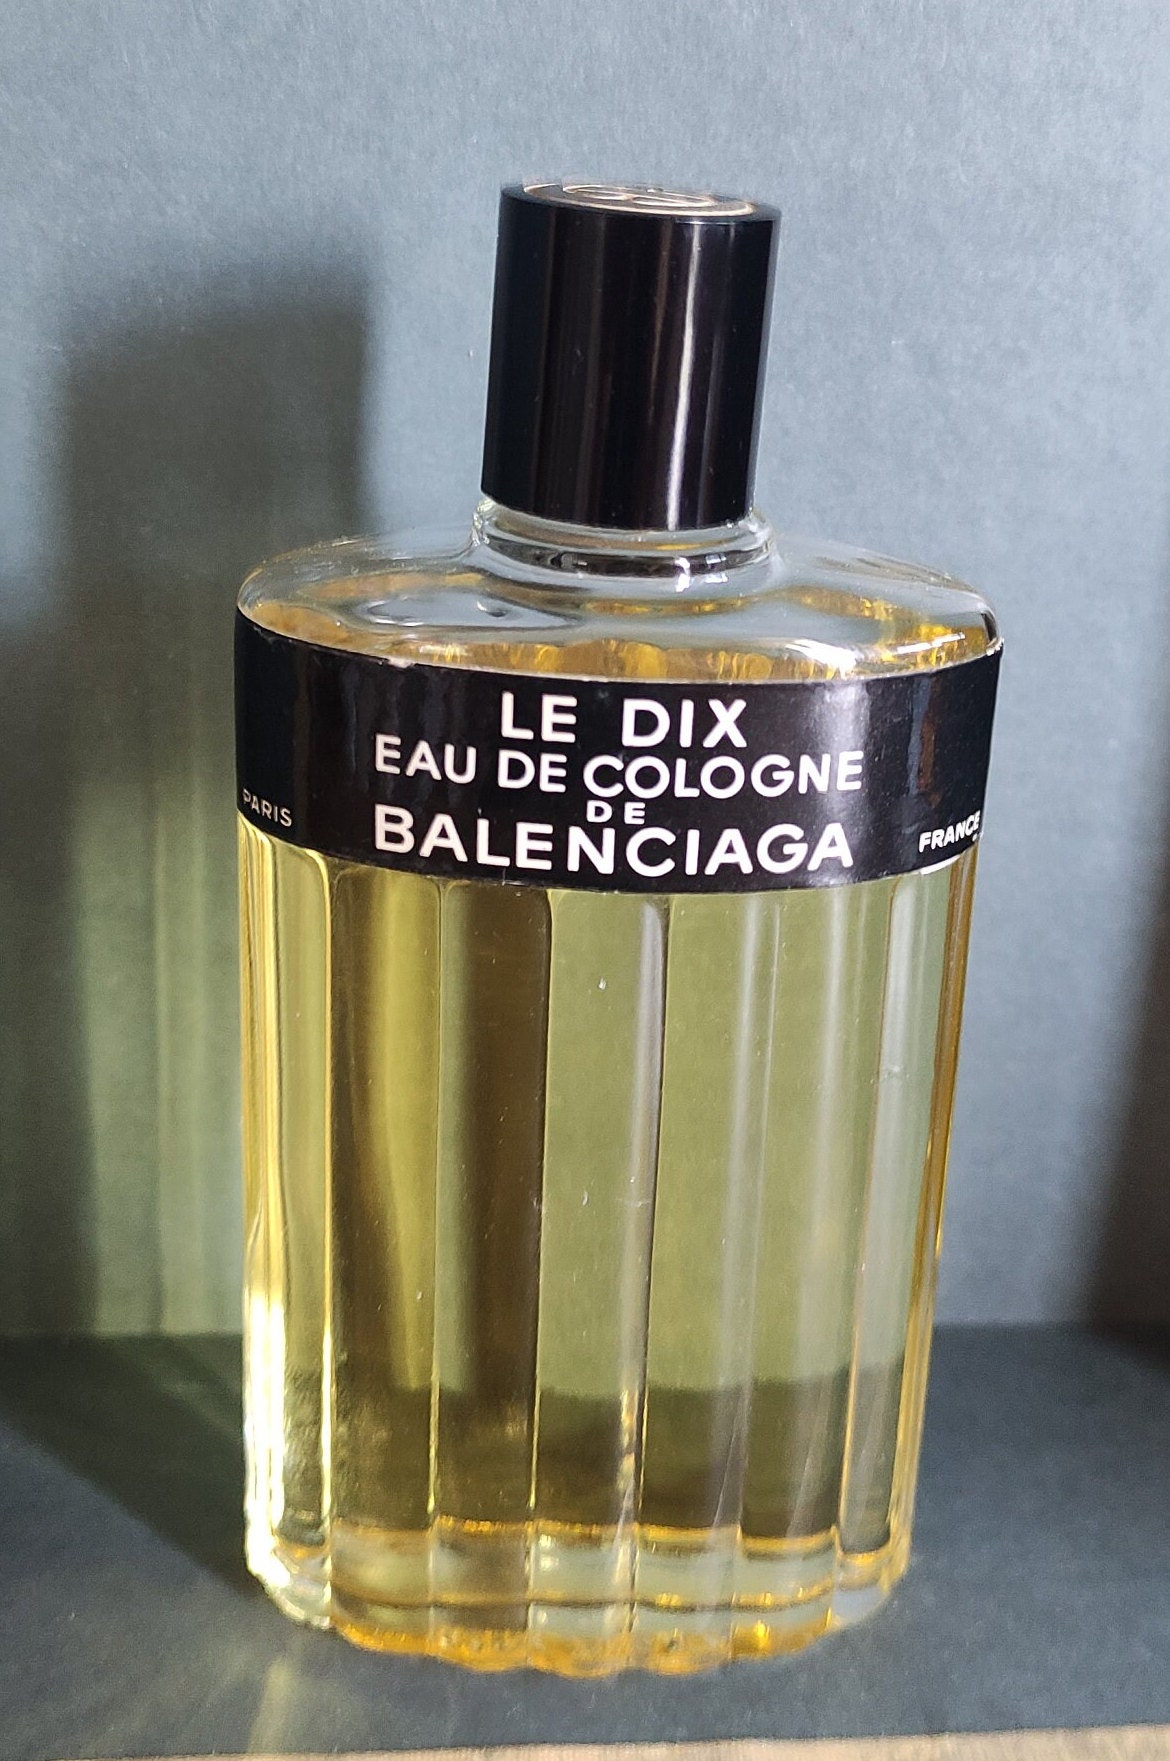 LE DIX
EAU DE COLOGNE
DE
BALENCIAGA
PARIS
FRANCE